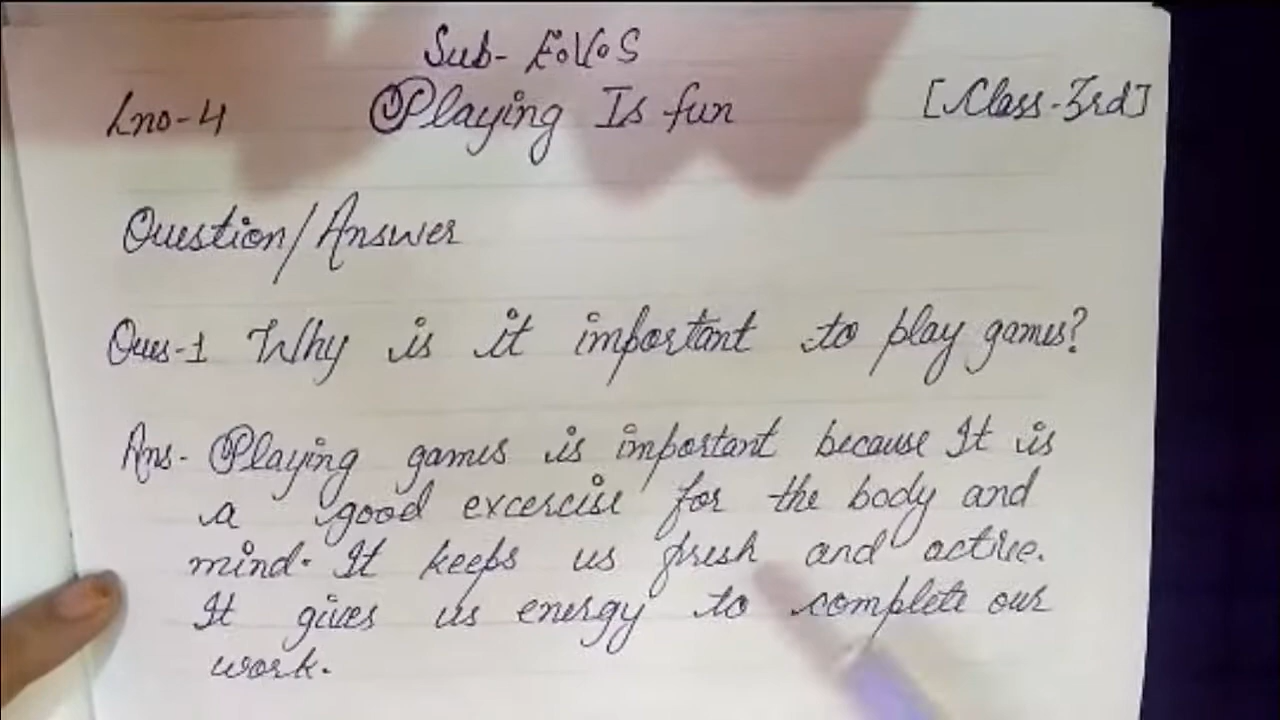 Sub- E.V.S
Lno-4 Playing Is fun [Class-3rd]
Question/Answer
Ques-1 Why is it important to play games?
Ans- Playing games is important because It is
a good excercise for the body and
mind. It keeps us fresh and active.
It gives us energy to complete our
work.